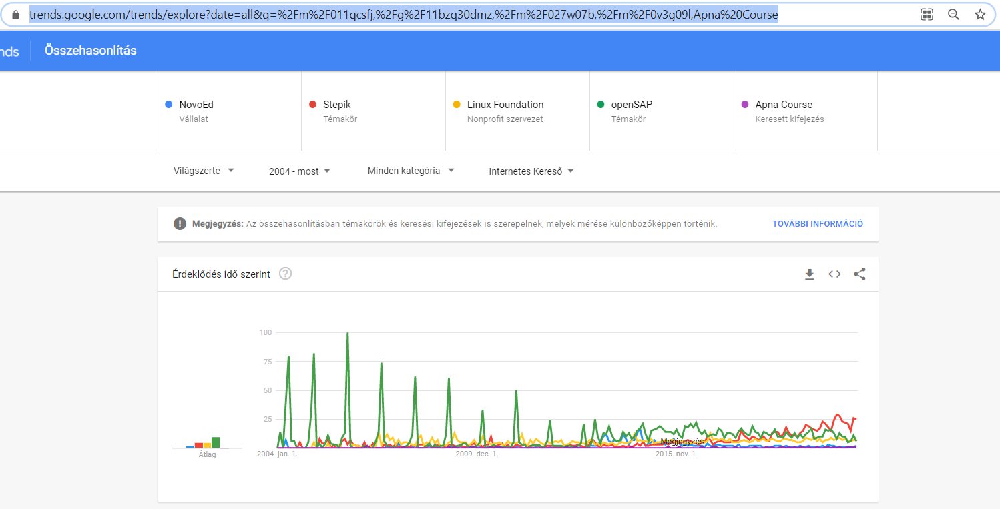 trends.google.com/trends/explore?date=all&q=%2Fm%2F011qcsfj,%2Fg%2F11bzq30dmz,%2Fm%2F027w07b,%2Fm%2F0v3g09l,Apna%20Course
nds Összehasonlítás
NovoEd Stepik Linux Foundation openSAP Apna Course
Vállalat Témakör Nonprofit szervezet Témakör Keresett kifejezés
Világszerte 2004 - most Minden kategória Internetes Kereső
Megjegyzés: Az összehasonlításban témakörök és keresési kifejezések is szerepelnek, melyek mérése különbözőképpen történik. TOVÁBBI INFORMÁCIÓ
Érdeklődés idő szerint ?
100
75
50
25
Megjegyzés
Átlag 2004. jan. 1. 2009. dec. 1. 2015. nov. 1.